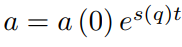 a = a (0) e^{s(q)t}